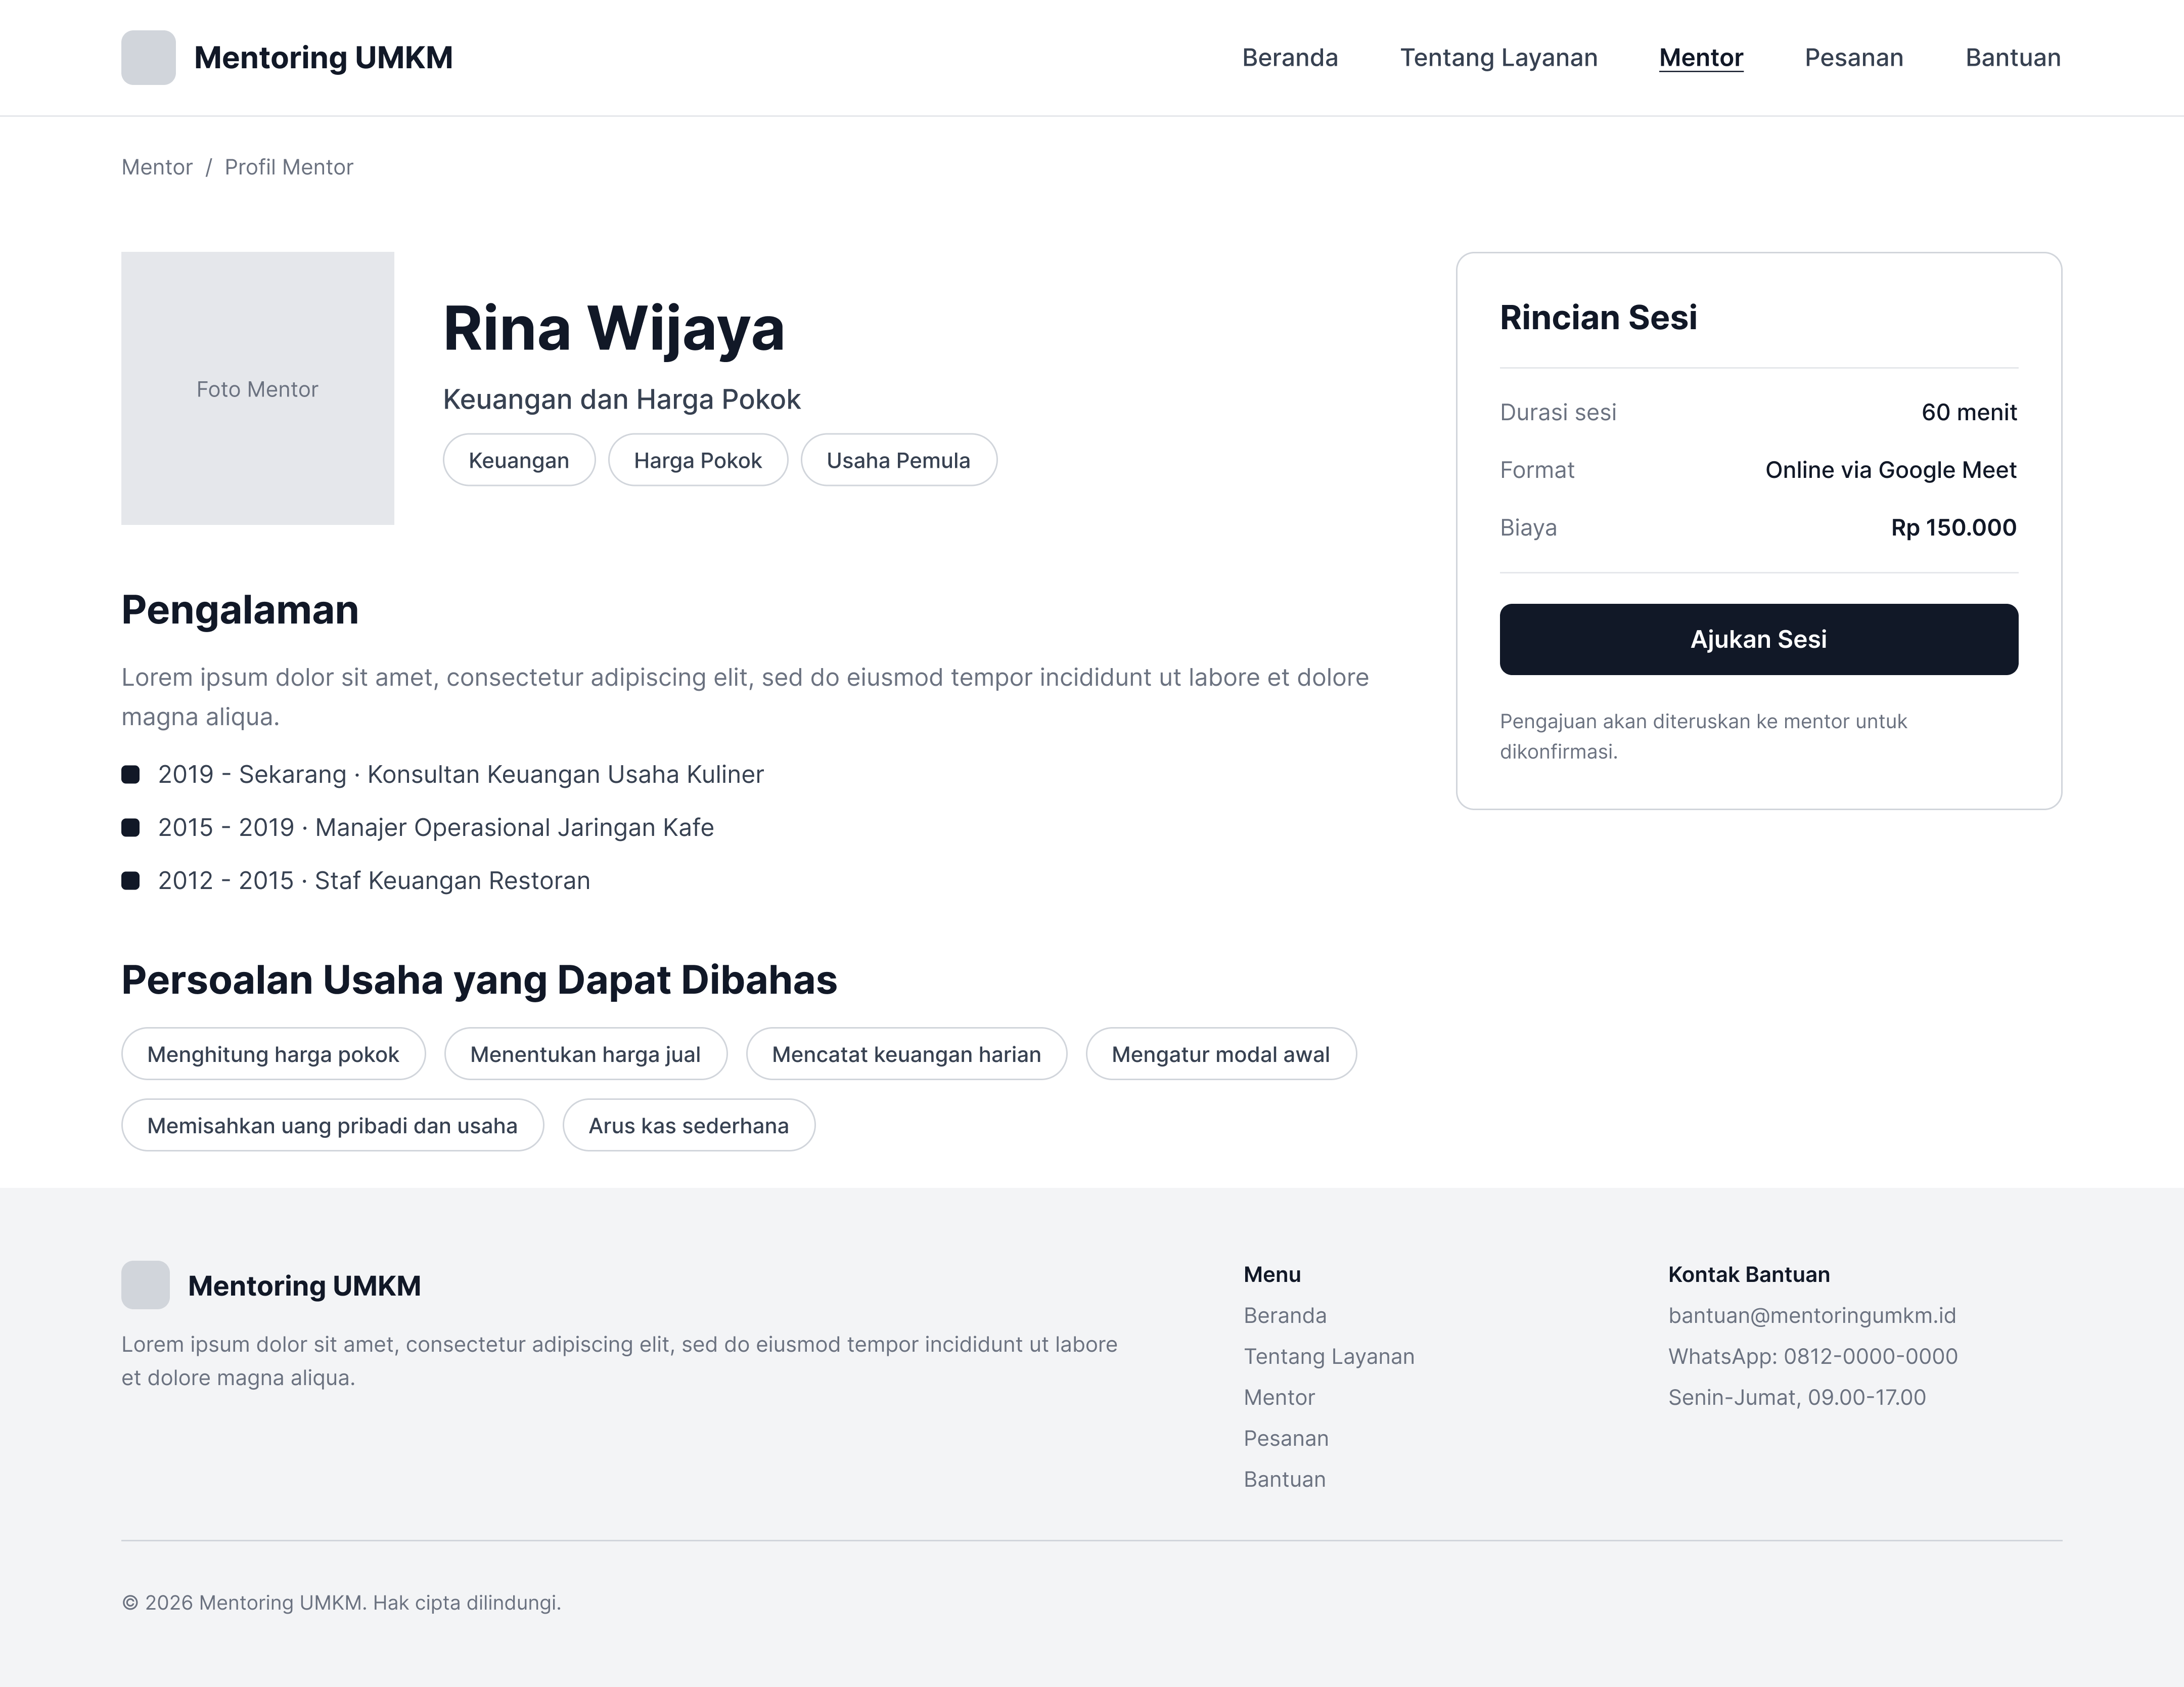 Mentoring UMKM
Beranda
Tentang Layanan
Mentor
Pesanan
Bantuan
Mentor / Profil Mentor
Foto Mentor
Rina Wijaya
Keuangan dan Harga Pokok
Keuangan
Harga Pokok
Usaha Pemula
Pengalaman
Lorem ipsum dolor sit amet, consectetur adipiscing elit, sed do eiusmod tempor incididunt ut labore et dolore
magna aliqua.
2019 - Sekarang · Konsultan Keuangan Usaha Kuliner
2015 - 2019 · Manajer Operasional Jaringan Kafe
2012 - 2015 · Staf Keuangan Restoran
Persoalan Usaha yang Dapat Dibahas
Menghitung harga pokok
Menentukan harga jual
Mencatat keuangan harian
Mengatur modal awal
Memisahkan uang pribadi dan usaha
Arus kas sederhana
Rincian Sesi
Durasi sesi 60 menit
Format Online via Google Meet
Biaya Rp 150.000
Ajukan Sesi
Pengajuan akan diteruskan ke mentor untuk
dikonfirmasi.
Mentoring UMKM
Lorem ipsum dolor sit amet, consectetur adipiscing elit, sed do eiusmod tempor incididunt ut labore
et dolore magna aliqua.
Menu
Beranda
Tentang Layanan
Mentor
Pesanan
Bantuan
Kontak Bantuan
bantuan@mentoringumkm.id
WhatsApp: 0812-0000-0000
Senin-Jumat, 09.00-17.00
© 2026 Mentoring UMKM. Hak cipta dilindungi.